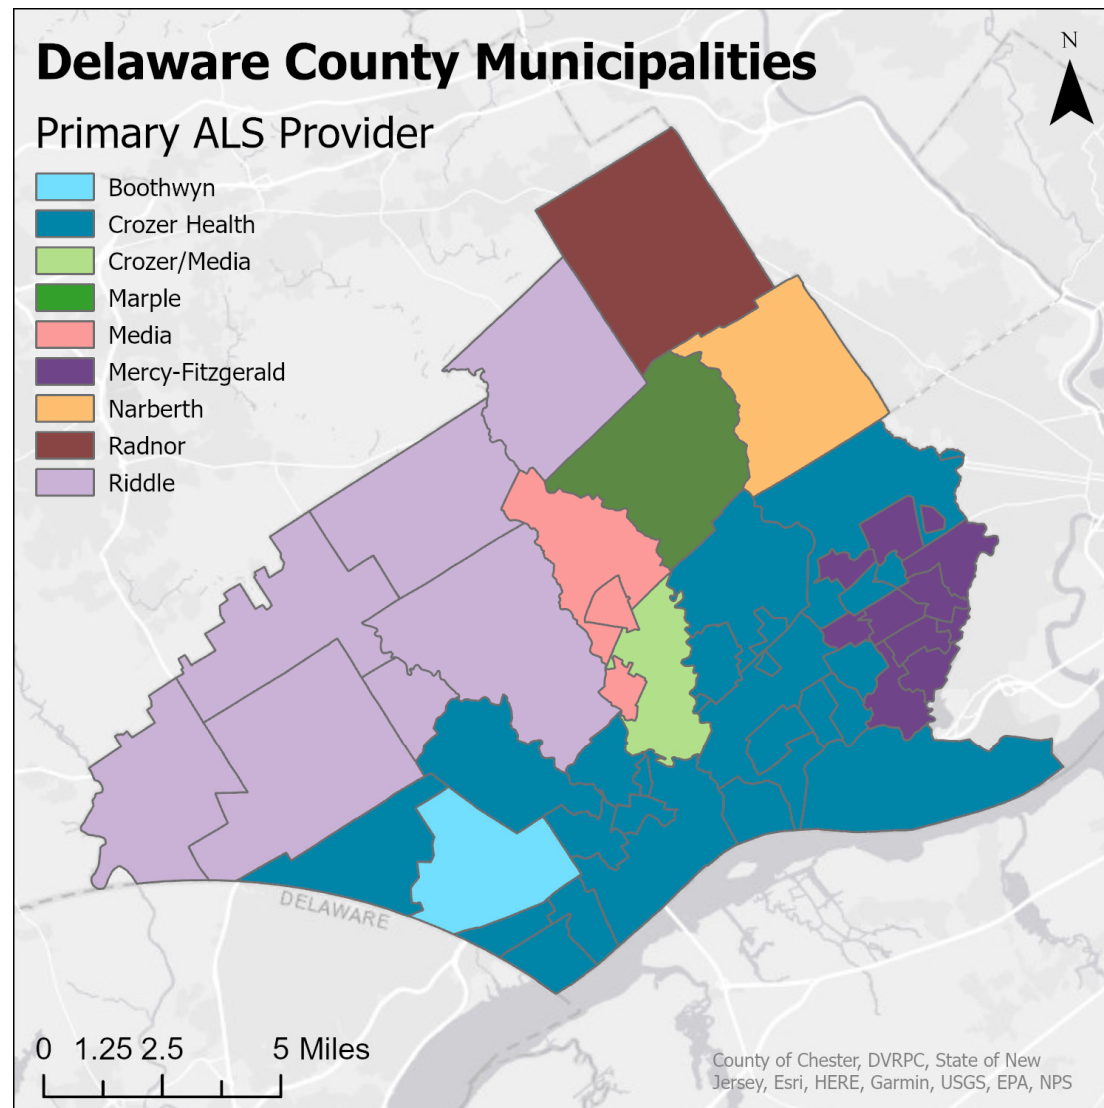 Delaware County Municipalities
Primary ALS Provider
Boothwyn
Crozer Health
Crozer/Media
Marple
Media
Mercy-Fitzgerald
Narberth
Radnor
Riddle
N
DELAWARE
0 1.25 2.5 5 Miles
County of Chester, DVRPC, State of New
Jersey, Esri, HERE, Garmin, USGS, EPA, NPS